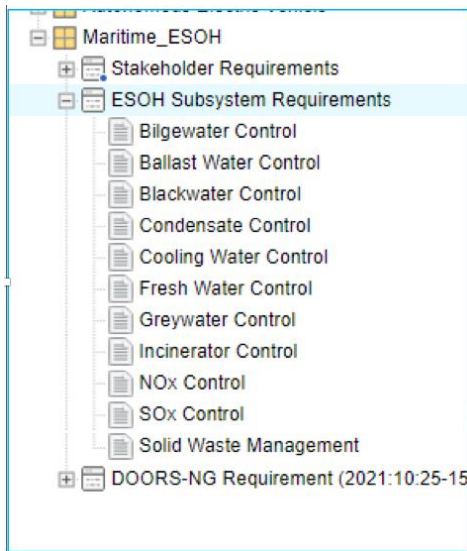 Maritime_ESOH
Stakeholder Requirements
ESOH Subsystem Requirements
Bilgewater Control
Ballast Water Control
Blackwater Control
Condensate Control
Cooling Water Control
Fresh Water Control
Greywater Control
Incinerator Control
NOx Control
SOx Control
Solid Waste Management
DOORS-NG Requirement (2021:10:25-15